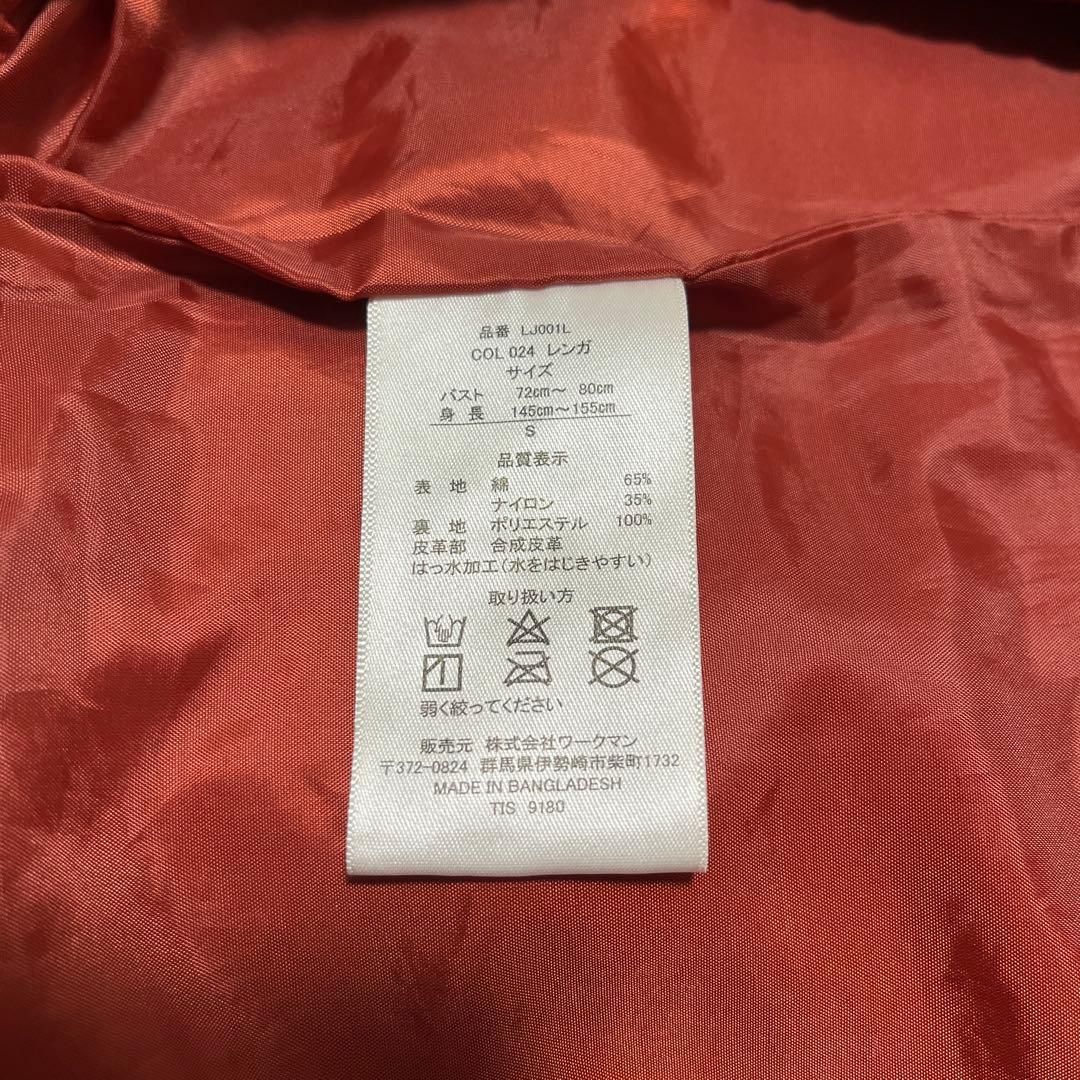 品番 LJ001L
COL 024 レンガ
サイズ
バスト 72cm～ 80cm
身長 145cm～155cm
S
品質表示
表地 綿 65%
ナイロン 35%
裏地 ポリエステル 100%
皮革部 合成皮革
はっ水加工(水をはじきやすい)
取り扱い方
弱く絞ってください
販売元 株式会社ワークマン
〒372-0824 群馬県伊勢崎市柴町1732
MADE IN BANGLADESH
TIS 9180